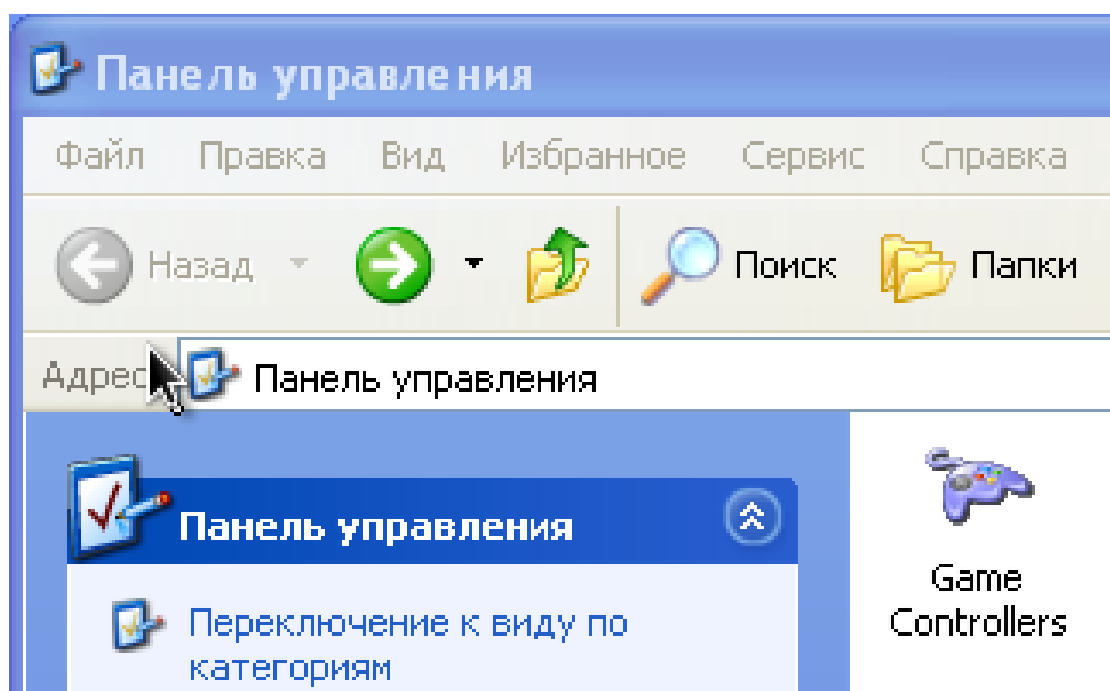 Панель управления
Файл Правка Вид Избранное Сервис Справка
Назад Поиск Папки
Адрес Панель управления
Панель управления
Переключение к виду по
категориям
Game
Controllers